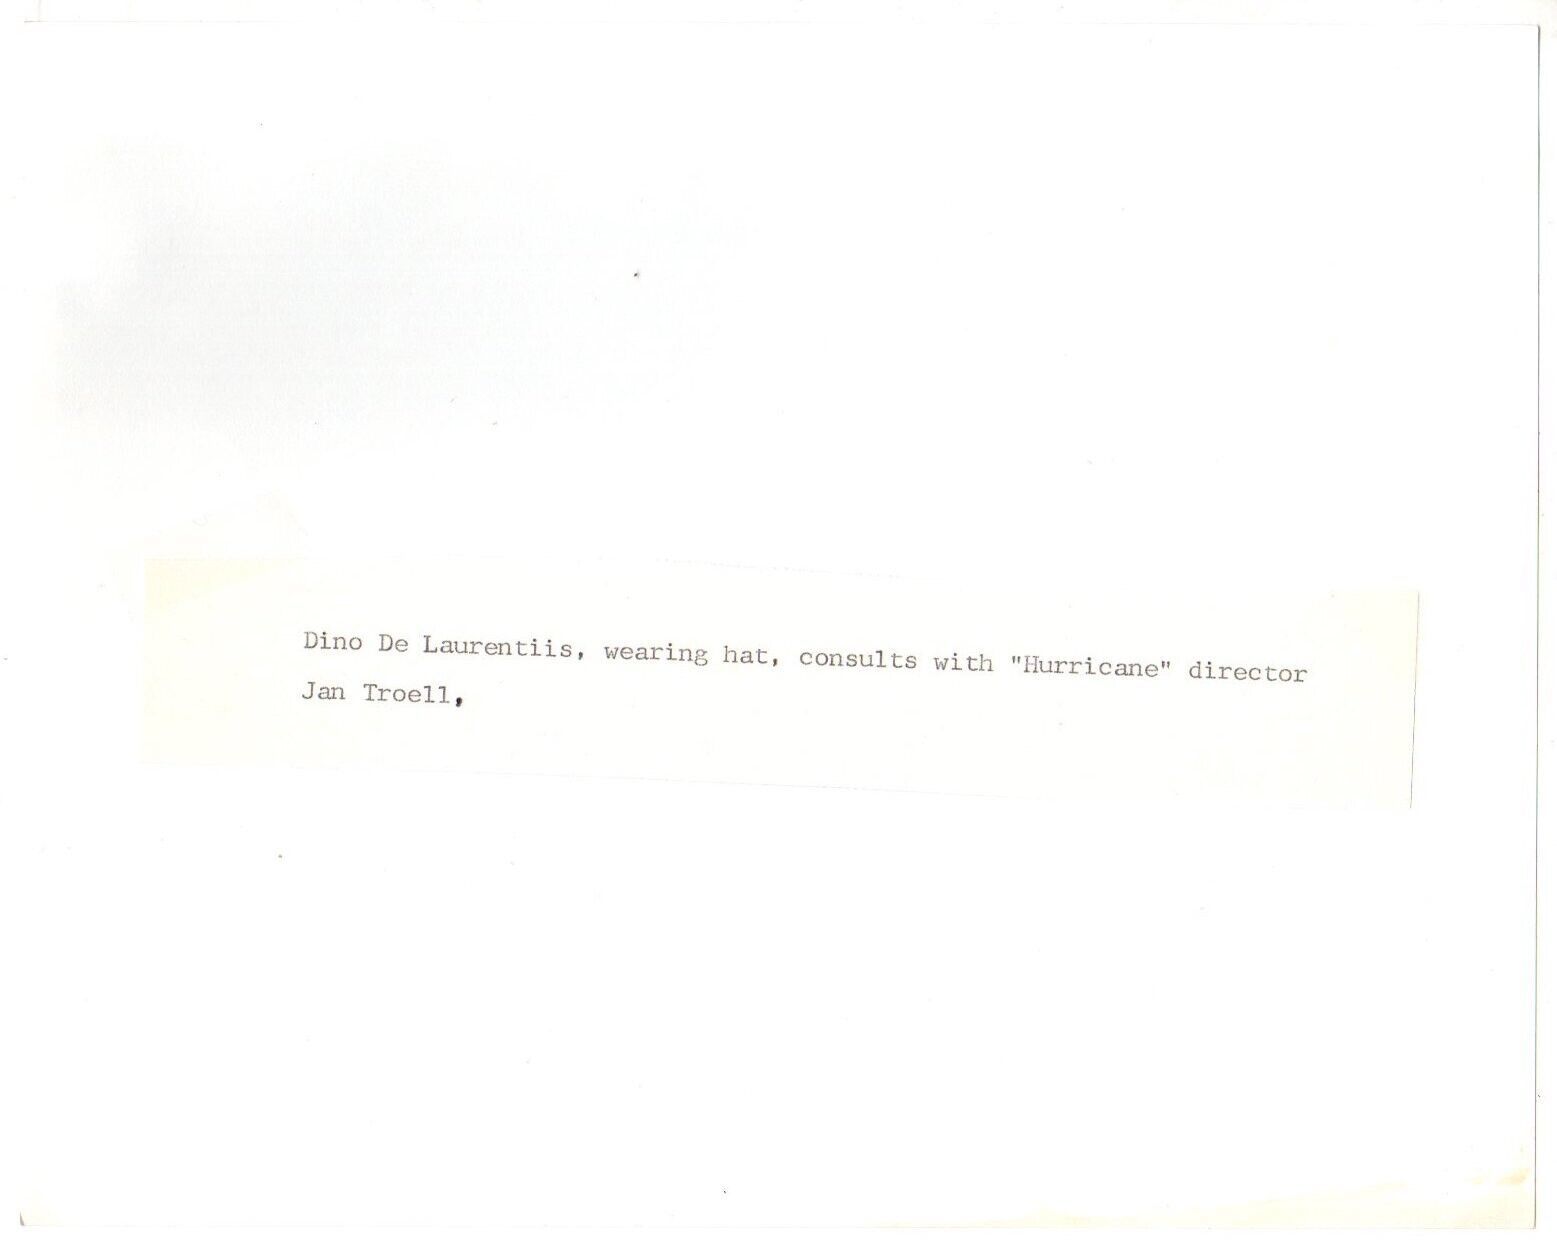 Dino De Laurentiis, wearing hat, consults with "Hurricane" director
Jan Troell,